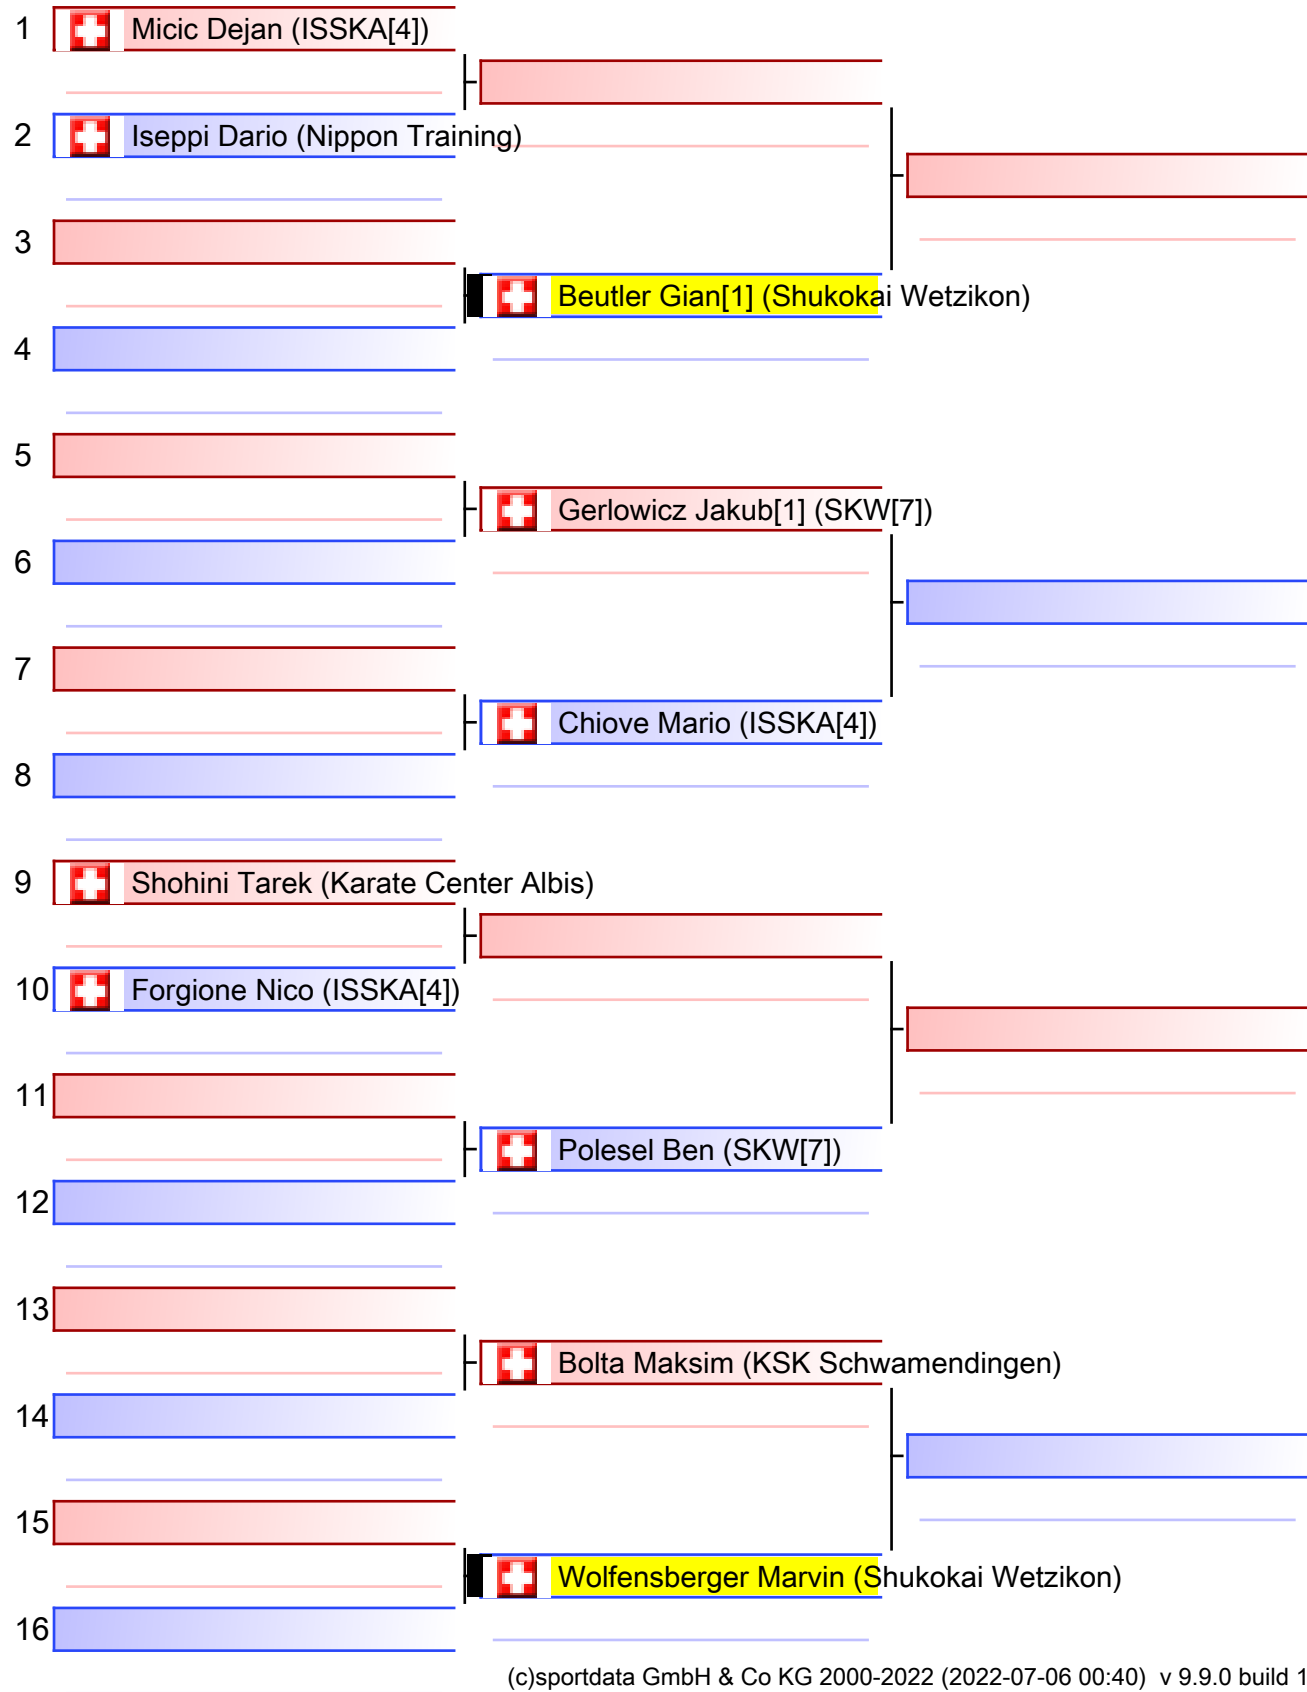 1 Micic Dejan (ISSKA[4])
2 Iseppi Dario (Nippon Training)
3
Beutler Gian[1] (Shukokai Wetzikon)
4
5
Gerlowicz Jakub[1] (SKW[7])
6
7
Chiove Mario (ISSKA[4])
8
9 Shohini Tarek (Karate Center Albis)
10 Forgione Nico (ISSKA[4])
11
Polesel Ben (SKW[7])
12
13
Bolta Maksim (KSK Schwamendingen)
14
15
Wolfensberger Marvin (Shukokai Wetzikon)
16
(c)sportdata GmbH & Co KG 2000-2022 (2022-07-06 00:40) v 9.9.0 build 1